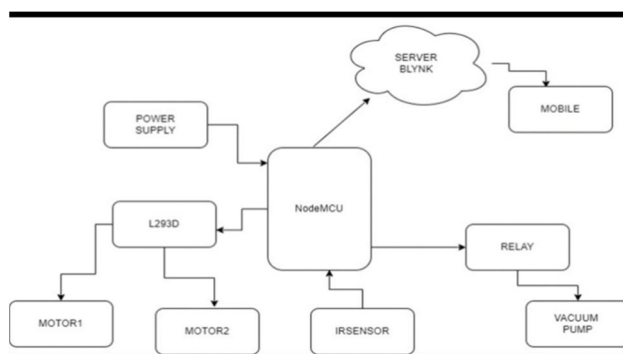 SERVER
BLYNK
MOBILE
POWER
SUPPLY
NodeMCU
L293D
RELAY
MOTOR1
MOTOR2
IRSENSOR
VACUUM
PUMP